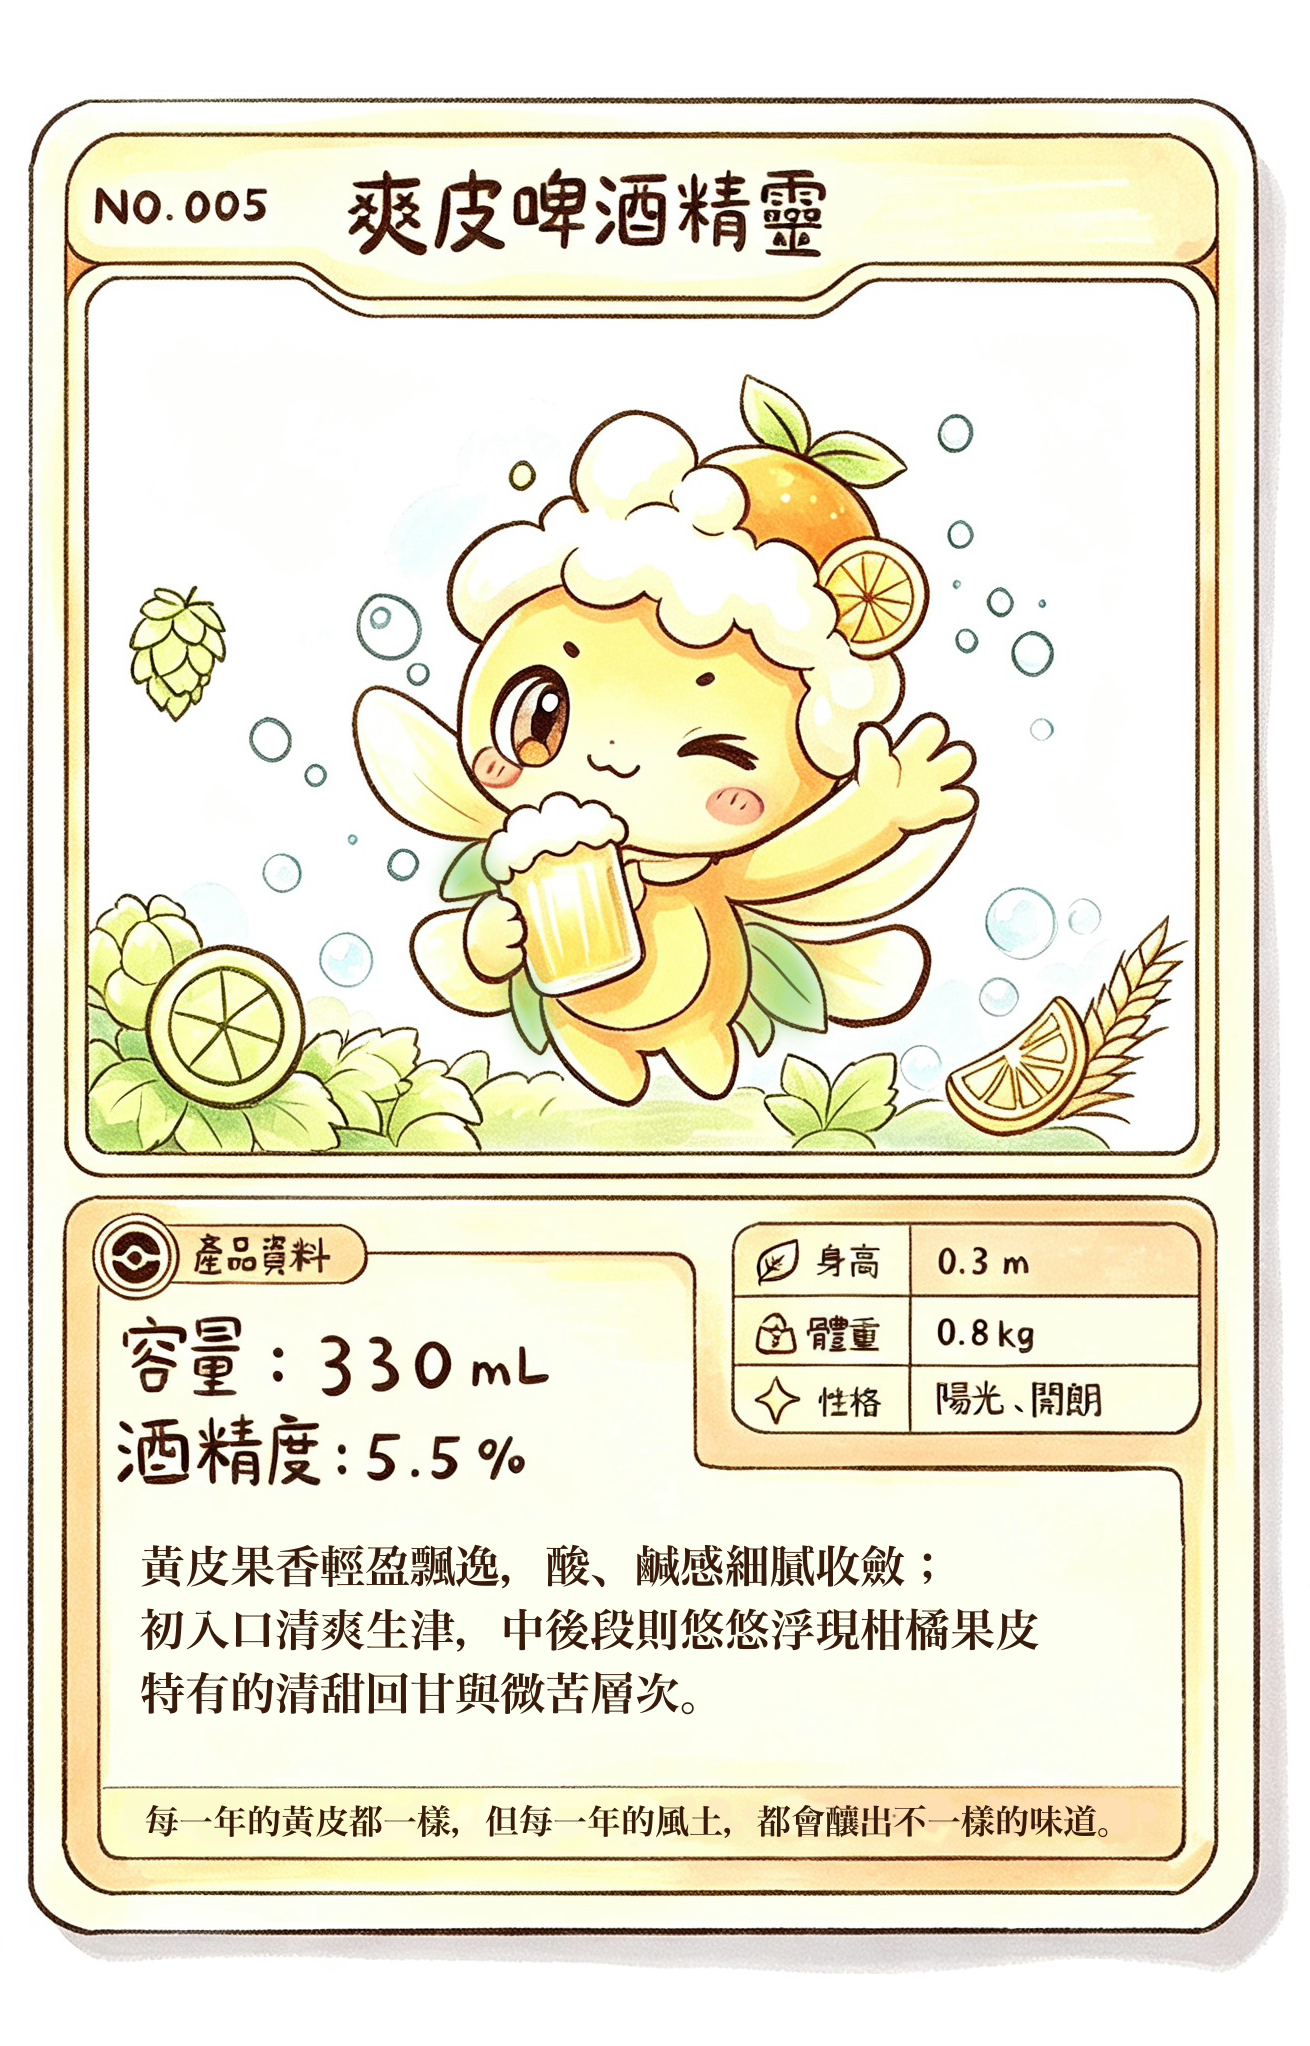 NO.005 爽皮啤酒精靈
產品資料
容量：330 mL
酒精度：5.5%
身高 0.3 m
體重 0.8kg
性格 陽光、開朗
黃皮果香輕盈飄逸，酸、鹹感細膩收斂；
初入口清爽生津，中後段則悠悠浮現柑橘果皮
特有的清甜回甘與微苦層次。
每一年的黃皮都一樣，但每一年的風土，都會釀出不一樣的味道。